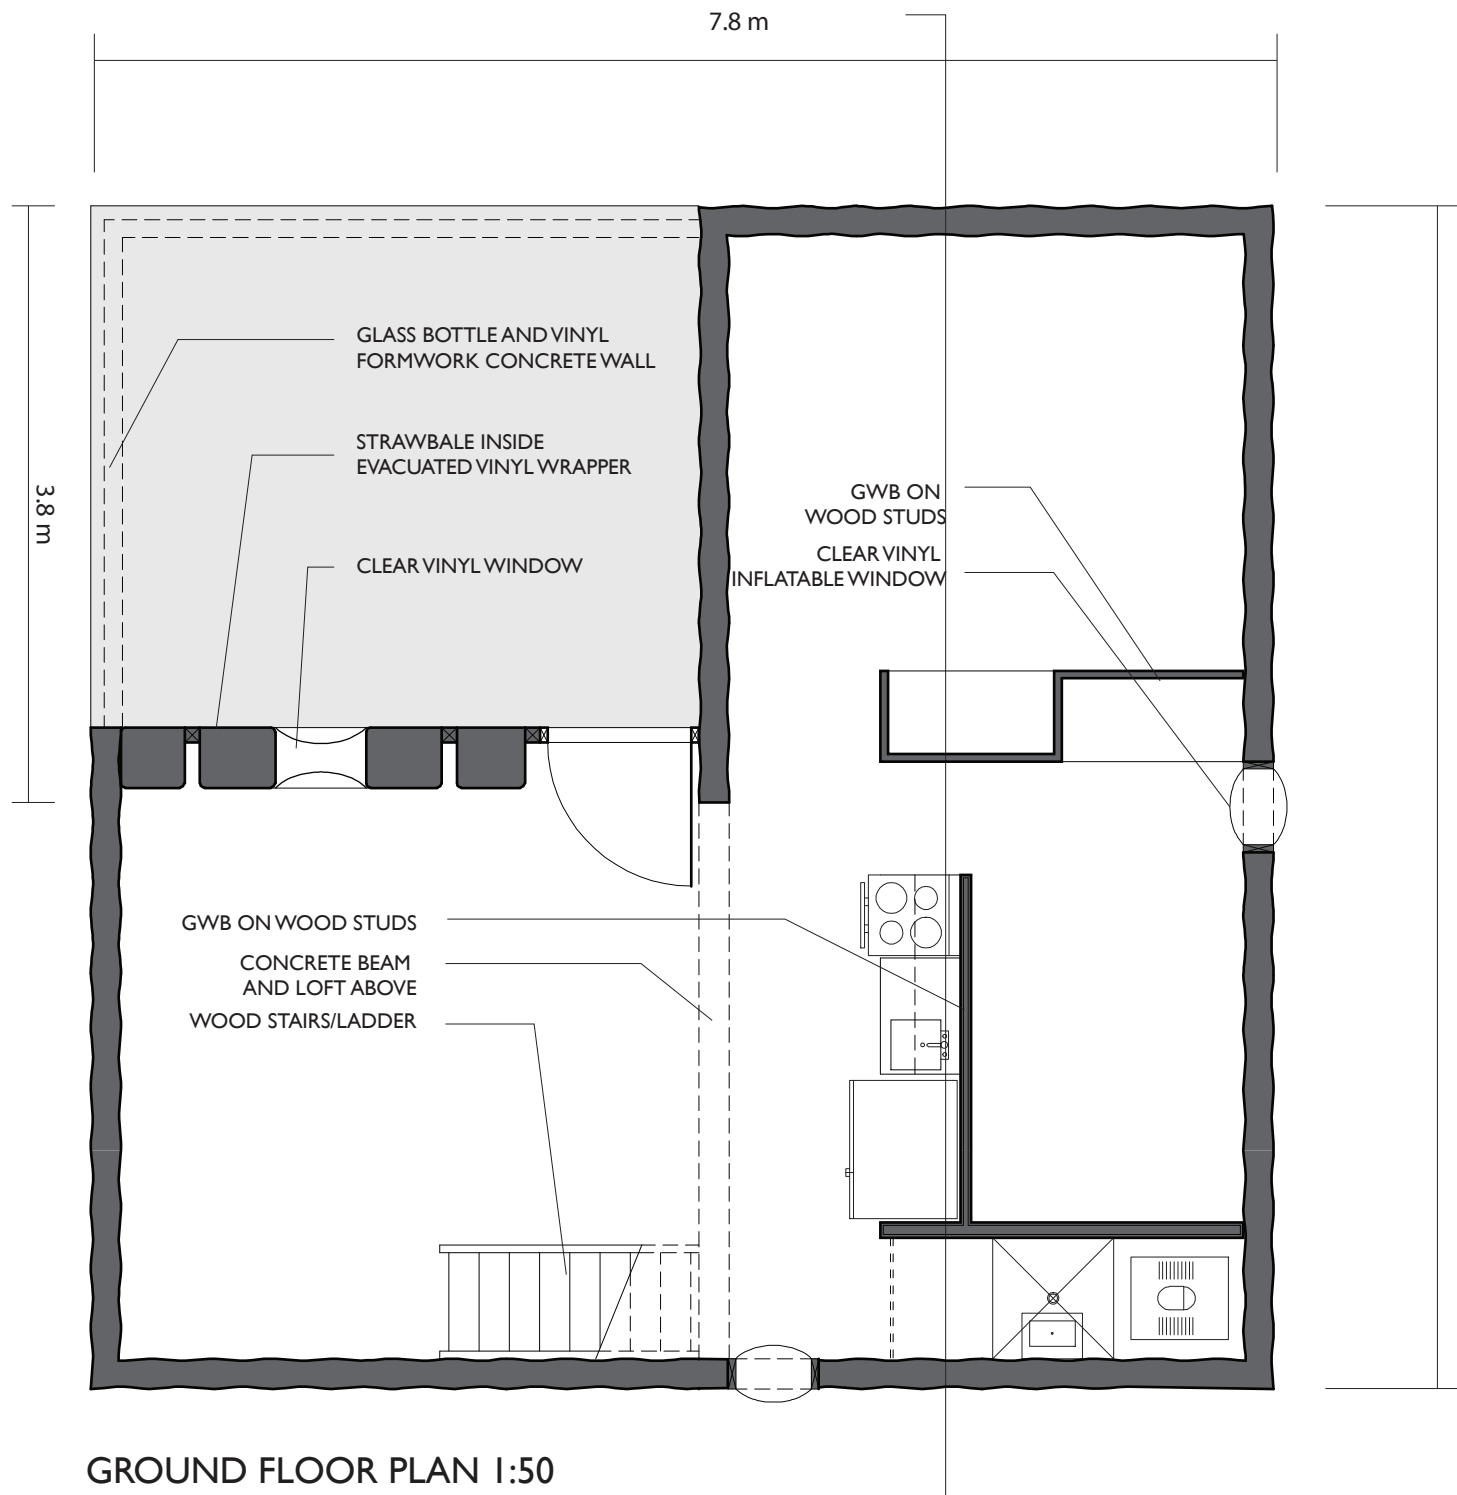 7.8 m
GLASS BOTTLE AND VINYL
FORMWORK CONCRETE WALL
STRAWBALE INSIDE
EVACUATED VINYL WRAPPER
3.8 m
CLEAR VINYL WINDOW
GWB ON
WOOD STUDS
CLEAR VINYL
INFLATABLE WINDOW
GWB ON WOOD STUDS
CONCRETE BEAM
AND LOFT ABOVE
WOOD STAIRS/LADDER
GROUND FLOOR PLAN 1:50